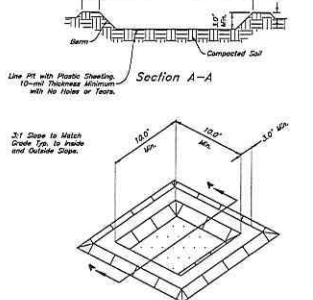 3.0"
Min.
Berm
Compacted Soil
Line Pit with Plastic Sheeting.
10-mil Thickness Minimum
with No Holes or Tears.
Section A-A
3:1 Slope to Match
Grade Typ. to Inside
and Outside Slope.
10.0"
Min.
10.0"
Min.
3.0"
Min.
A
A